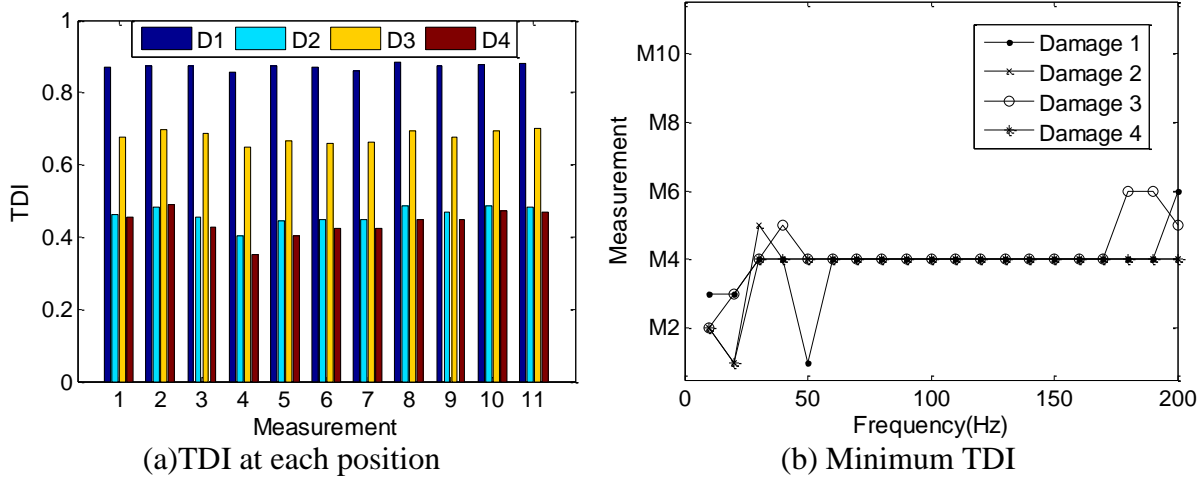 1
0.8
0.6
0.4
0.2
0
TDI
D1 D2 D3 D4
1 2 3 4 5 6 7 8 9 10 11
Measurement
(a)TDI at each position
M10
M8
M6
M4
M2
Measurement
Damage 1
Damage 2
Damage 3
Damage 4
0 50 100 150 200
Frequency(Hz)
(b) Minimum TDI